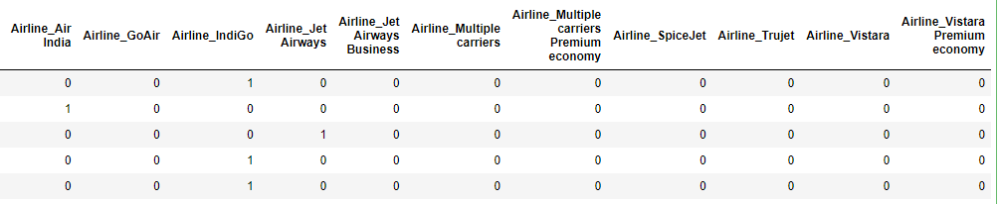 Airline_Air India Airline_GoAir Airline_IndiGo Airline_Jet Airways Airline_Jet Airways Business Airline_Multiple carriers Airline_Multiple carriers Premium economy Airline_SpiceJet Airline_Trujet Airline_Vistara Airline_Vistara Premium economy
0 0 1 0 0 0 0 0 0 0 0
1 0 0 0 0 0 0 0 0 0 0
0 0 0 1 0 0 0 0 0 0 0
0 0 1 0 0 0 0 0 0 0 0
0 0 1 0 0 0 0 0 0 0 0